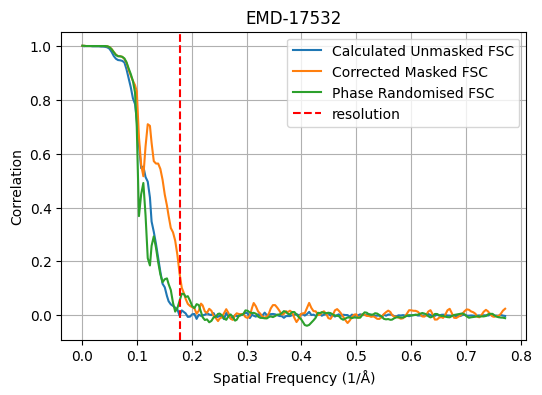 EMD-17532
Calculated Unmasked FSC
Corrected Masked FSC
Phase Randomised FSC
resolution
Correlation
1.0
0.8
0.6
0.4
0.2
0.0
0.0 0.1 0.2 0.3 0.4 0.5 0.6 0.7 0.8
Spatial Frequency (1/Å)